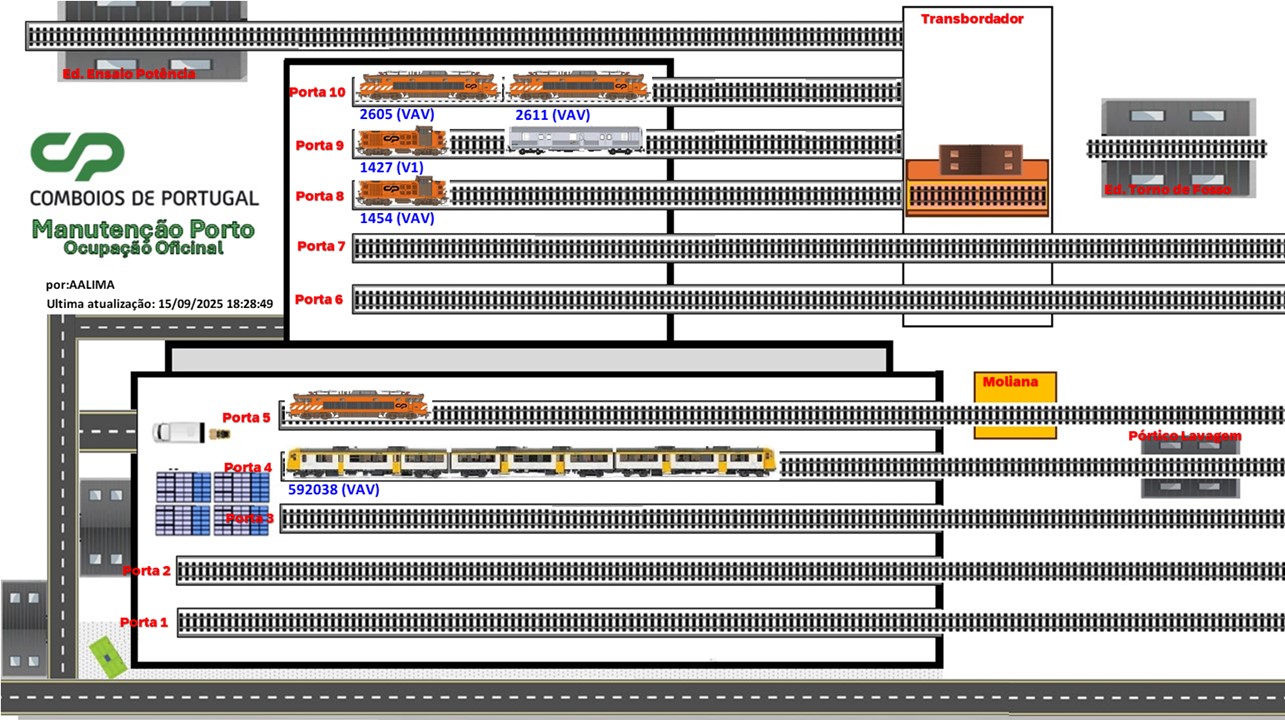 Transbordador
Ed. Ensaio Potência
Porta 10
2605 (VAV)
2611 (VAV)
Porta 9
1427 (V1)
Porta 8
1454 (VAV)
Ed. Torno de Fosso
CP
COMBOIOS DE PORTUGAL
Manutenção Porto
Ocupação Oficinal
Porta 7
por:AALIMA
Ultima atualização: 15/09/2025 18:28:49
Porta 6
Moliana
Porta 5
Pórtico Lavagem
Porta 4
592038 (VAV)
Porta 3
Porta 2
Porta 1